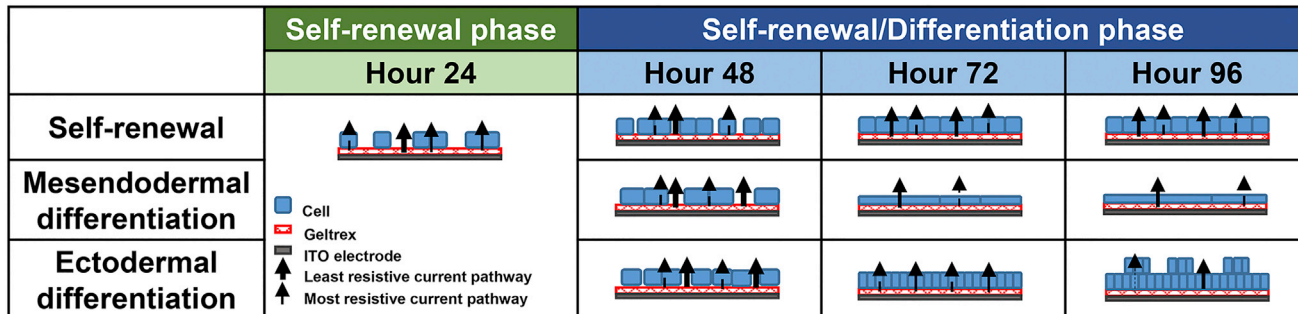 Self-renewal phase
Self-renewal/Differentiation phase
Hour 24
Hour 48
Hour 72
Hour 96
Self-renewal
Mesendodermal
differentiation
Ectodermal
differentiation
Cell
Geltrex
ITO electrode
Least resistive current pathway
Most resistive current pathway